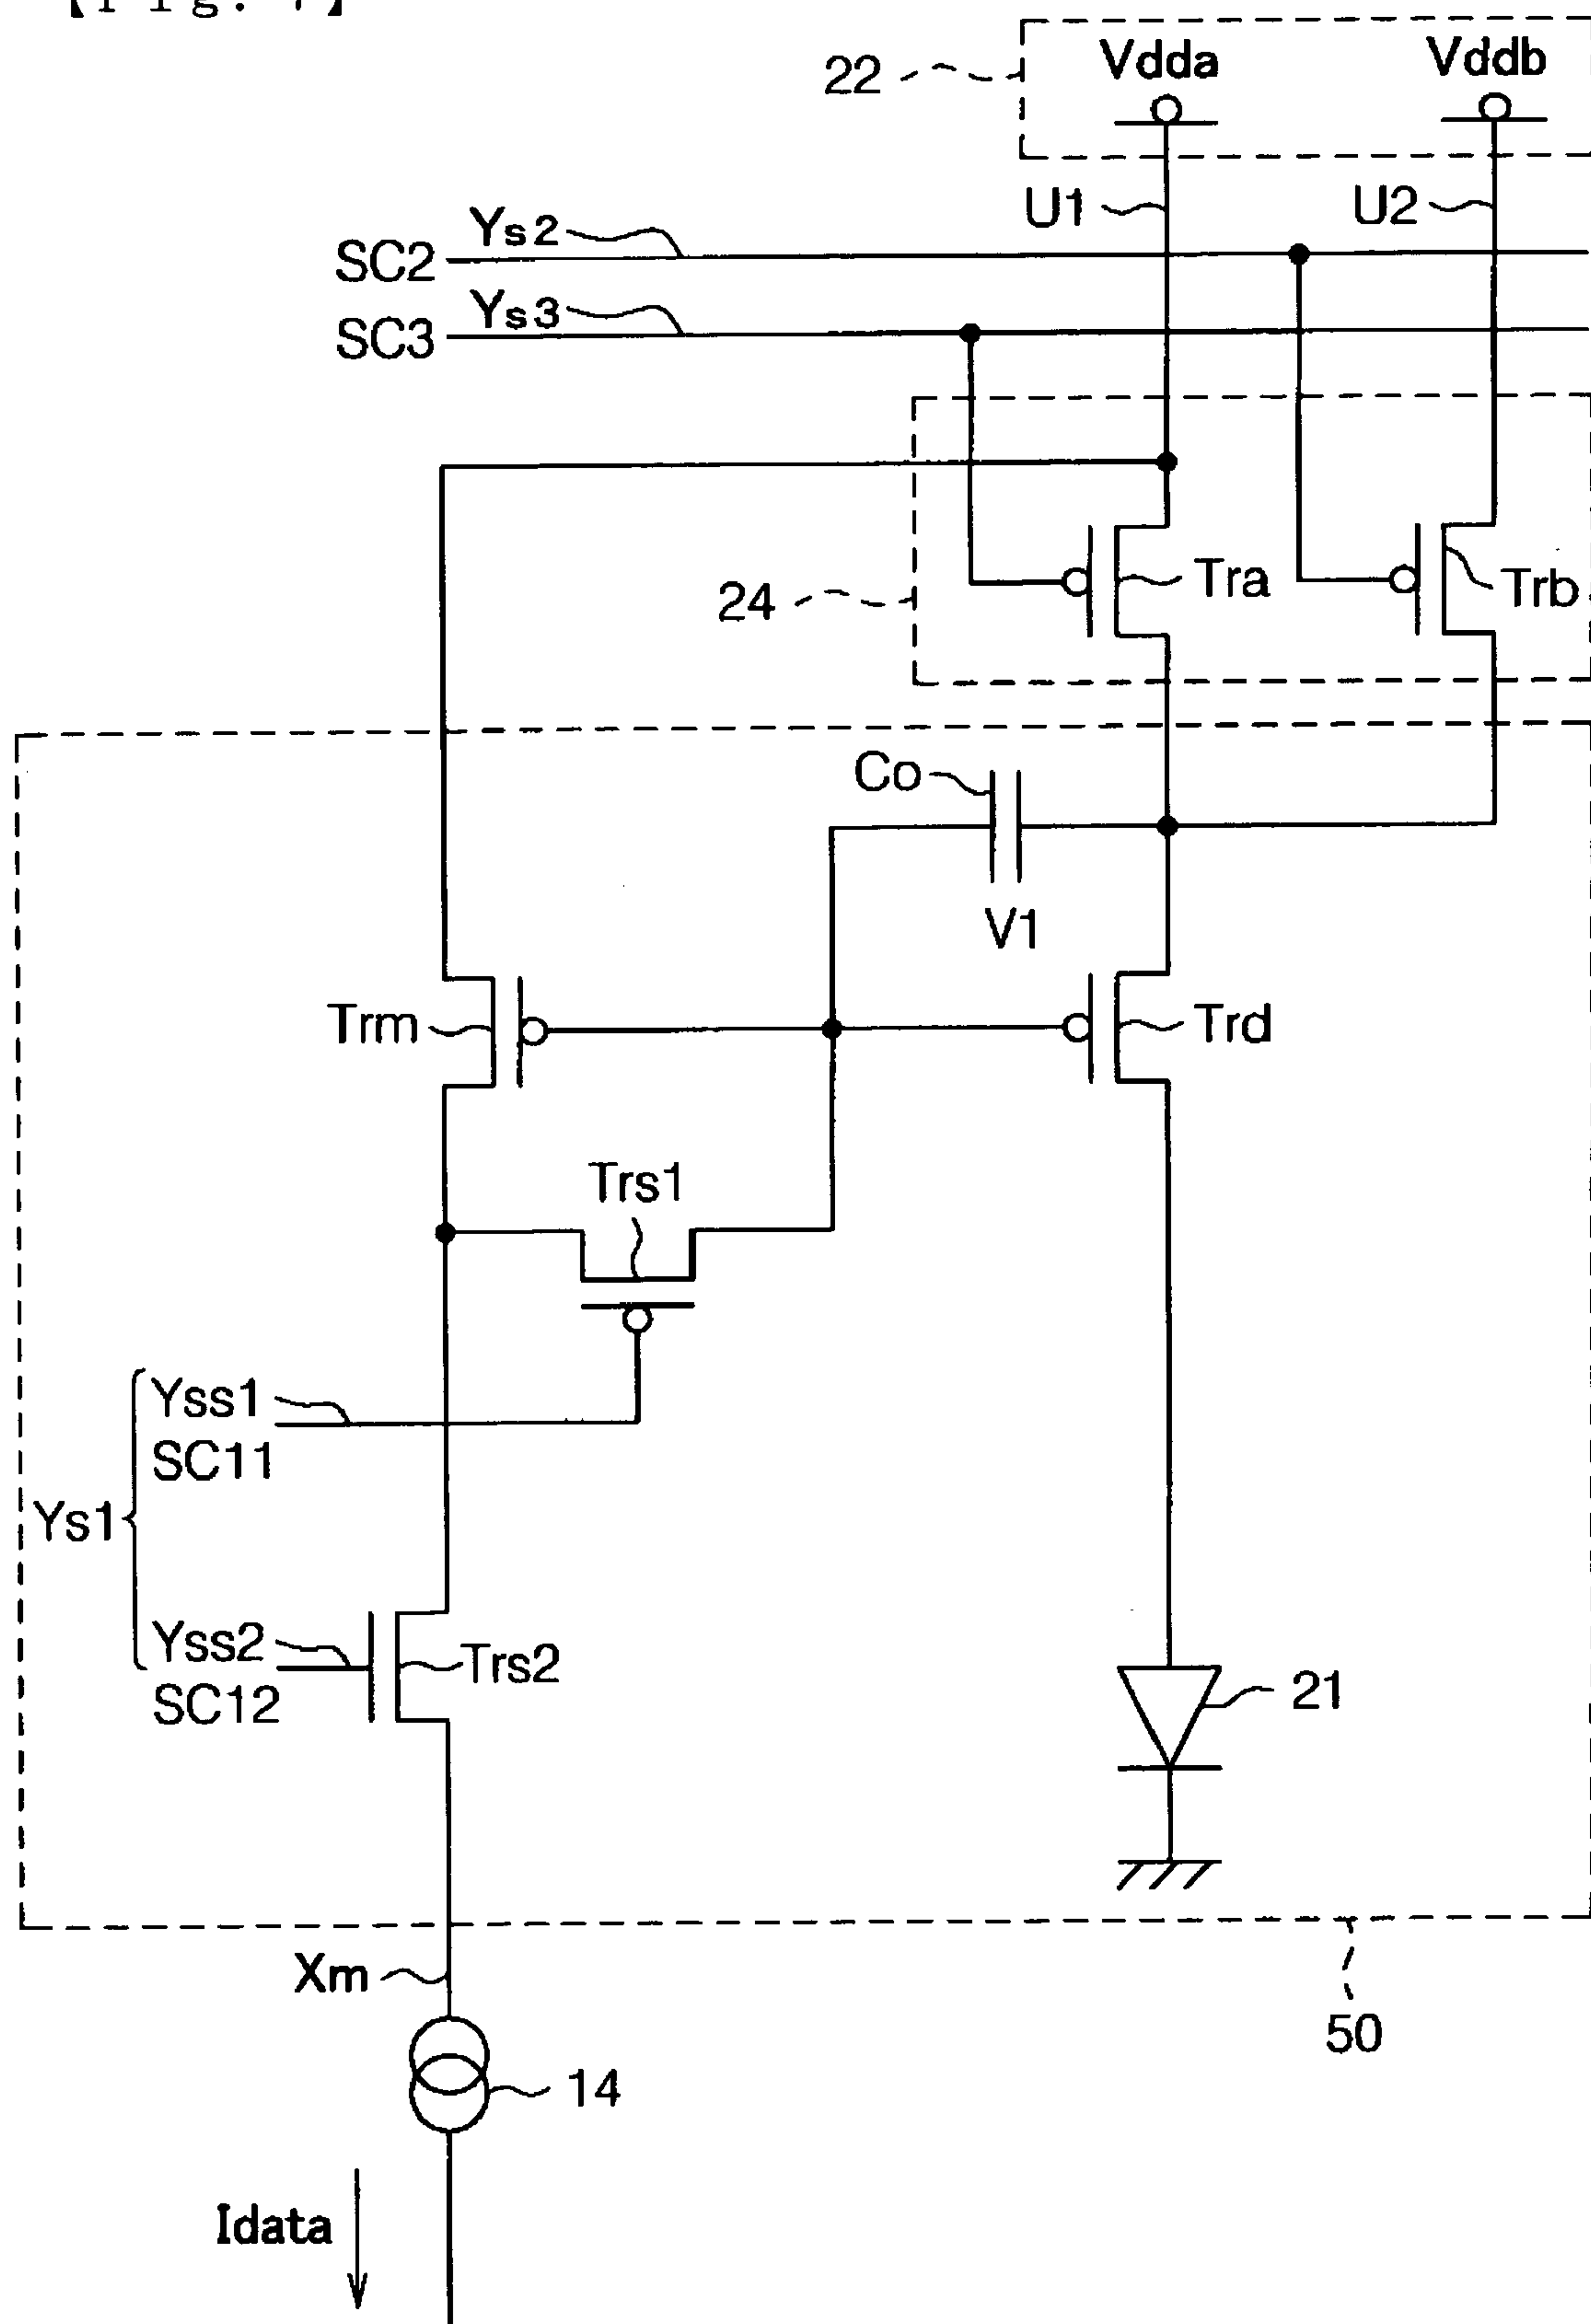 Vdda
Vddb
22
U1
U2
Ys2
SC2
Ys3
SC3
Tra
Trb
24
Co
V1
Trm
Trd
Trs1
Yss1
SC11
Ys1
Yss2
SC12
Trs2
21
Xm
50
14
Idata